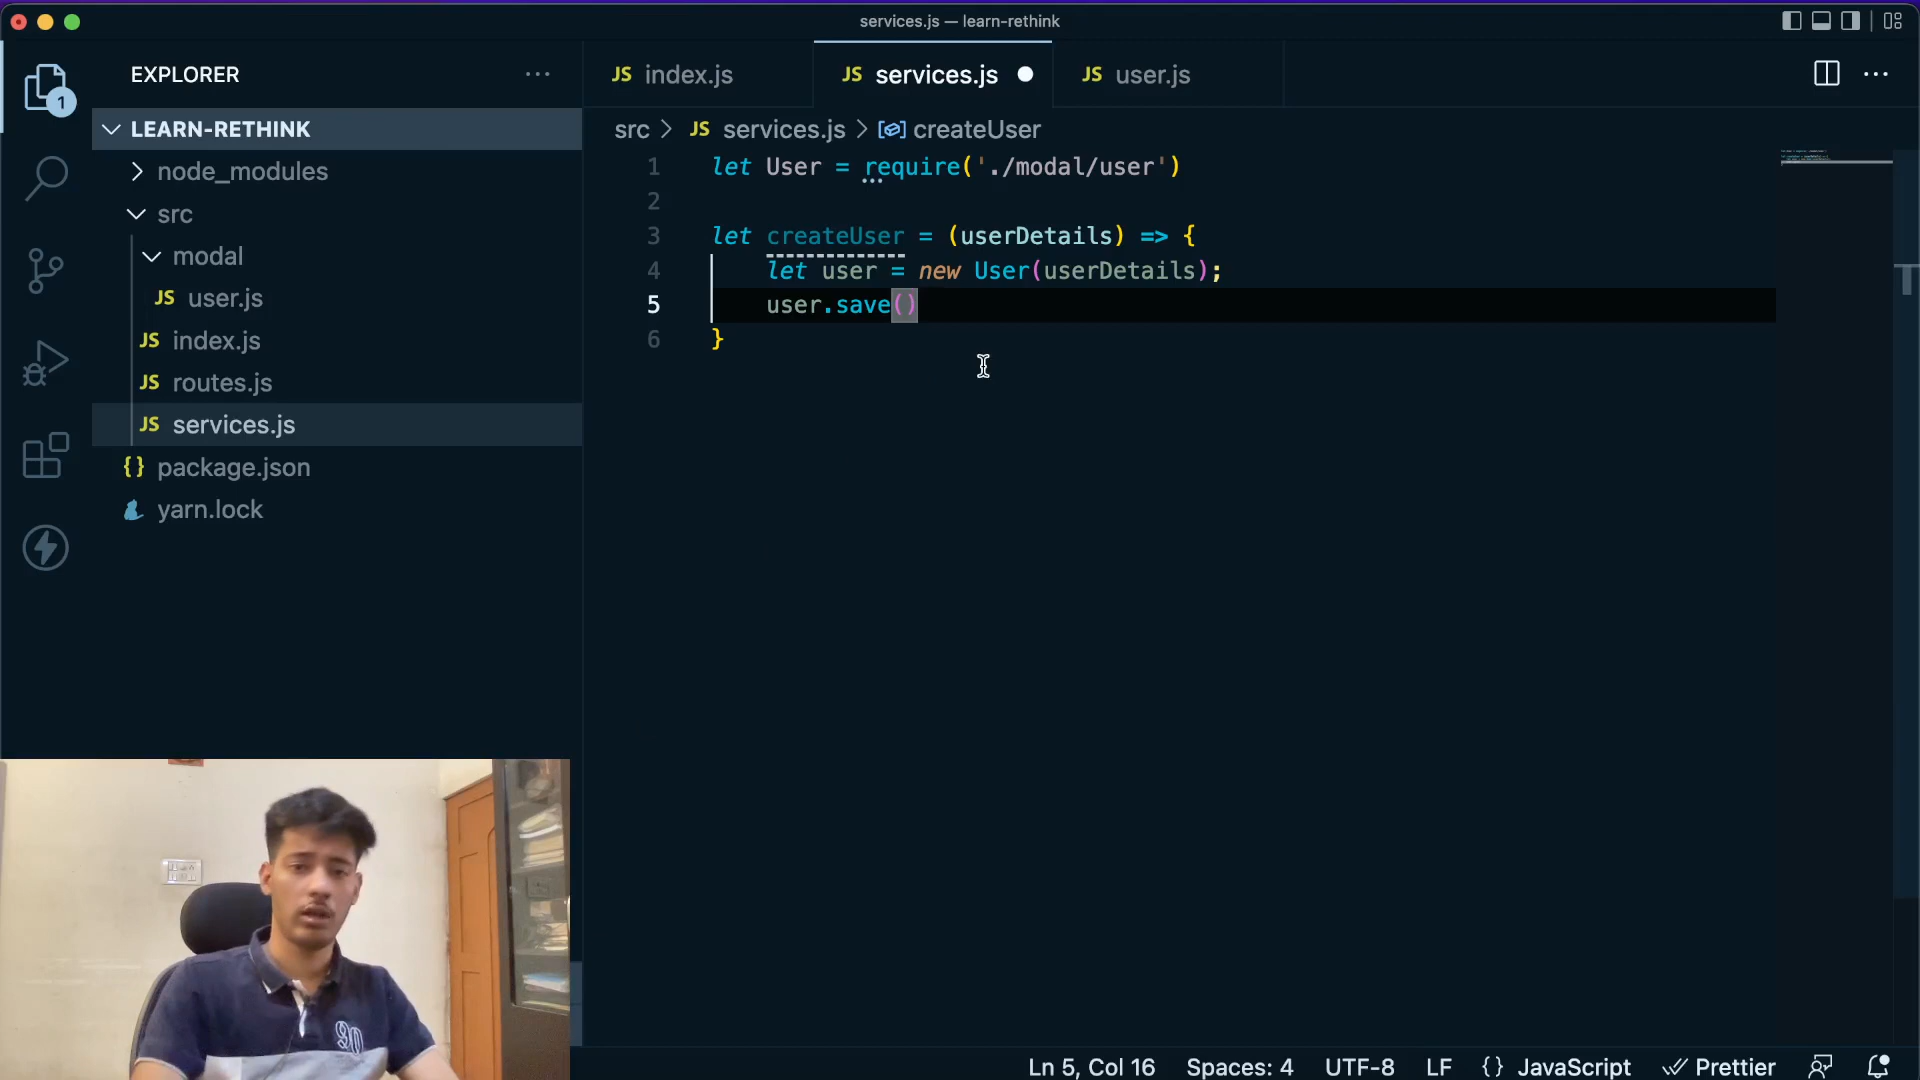 services.js — learn-rethink
EXPLORER
1
LEARN-RETHINK
node_modules
src
modal
JS user.js
JS index.js
JS routes.js
JS services.js
{} package.json
yarn.lock
JS index.js
JS services.js
JS user.js
src > JS services.js > createUser
1 let User = require('./modal/user')
2
3 let createUser = (userDetails) => {
4 let user = new User(userDetails);
5 user.save()
6 }
Ln 5, Col 16 Spaces: 4 UTF-8 LF {} JavaScript Prettier